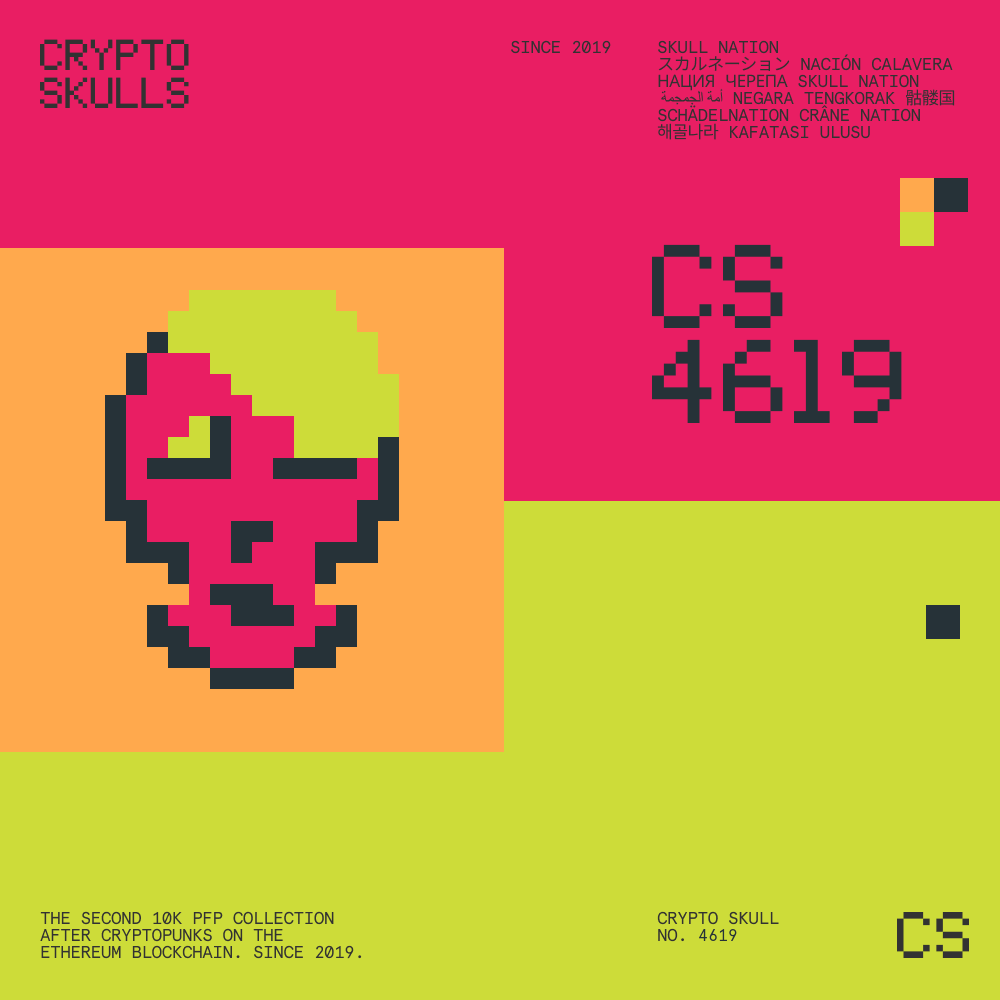 CRYPTO
SKULLS
SINCE 2019
SKULL NATION
スカルネーション NACIÓN CALAVERA
НАЦИЯ ЧЕРЕПА SKULL NATION
أمة الجمجمة NEGARA TENGKORAK 骷髅国
SCHÄDELNATION CRÂNE NATION
해골나라 KAFATASI ULUSU
CS
4619
THE SECOND 10K PFP COLLECTION
AFTER CRYPTOPUNKS ON THE
ETHEREUM BLOCKCHAIN. SINCE 2019.
CRYPTO SKULL
NO. 4619
CS